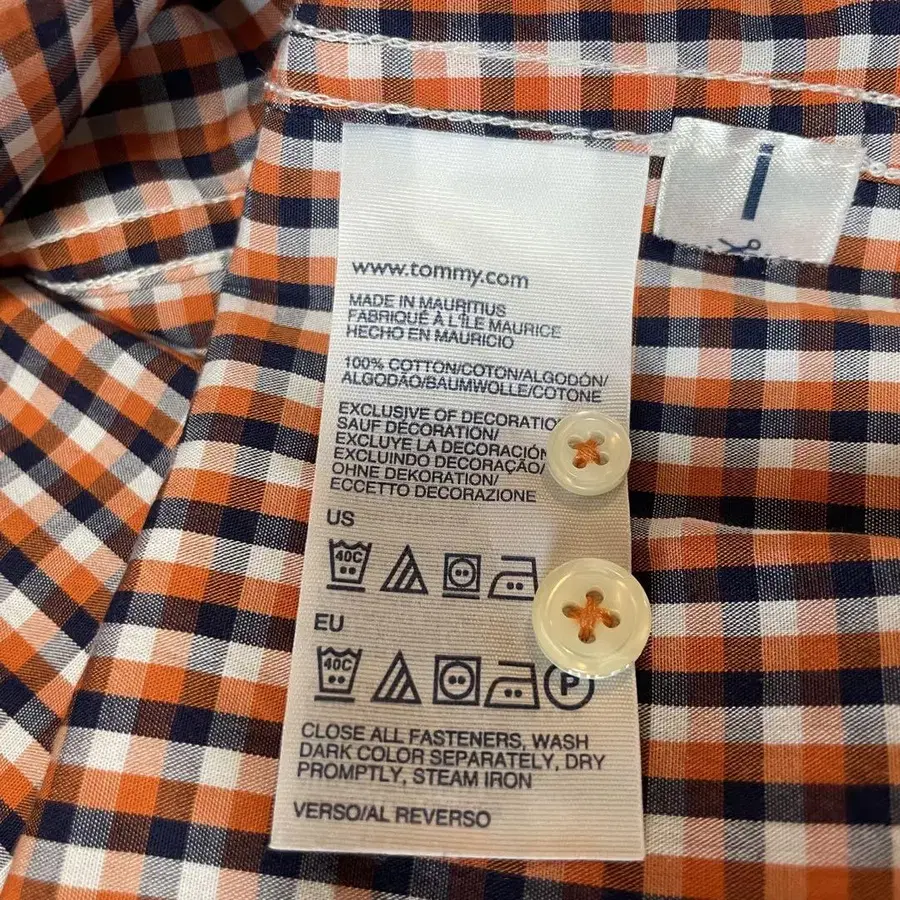 www.tommy.com
MADE IN MAURITIUS
FABRIQUÉ À L'ÎLE MAURICE
HECHO EN MAURICIO
100% COTTON/COTON/ALGODÓN/
ALGODÃO/BAUMWOLLE/COTONE
EXCLUSIVE OF DECORATION/
SAUF DÉCORATION/
EXCLUYE LA DECORACIÓN/
EXCLUINDO DECORAÇÃO/
OHNE DEKORATION/
ECCETTO DECORAZIONE
US
40C
EU
40C
P
CLOSE ALL FASTENERS, WASH
DARK COLOR SEPARATELY, DRY
PROMPTLY, STEAM IRON
VERSO/AL REVERSO